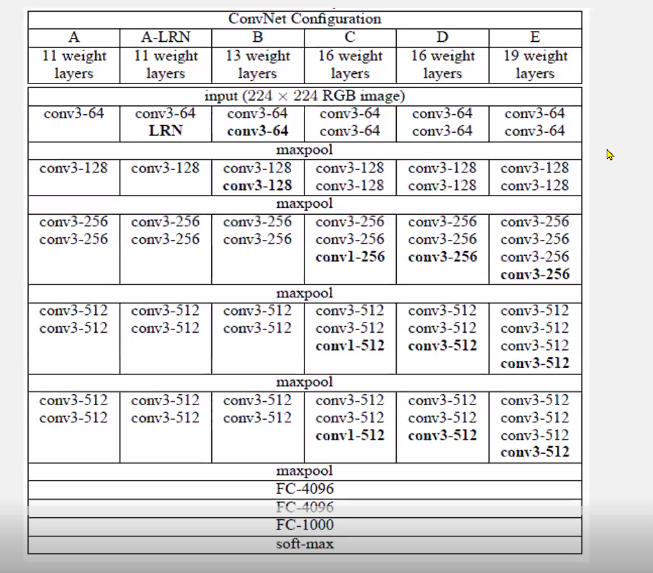 ConvNet Configuration
A A-LRN B C D E
11 weight 11 weight 13 weight 16 weight 16 weight 19 weight
layers layers layers layers layers layers
input (224 × 224 RGB image)
conv3-64 conv3-64 conv3-64 conv3-64 conv3-64 conv3-64
LRN conv3-64 conv3-64 conv3-64 conv3-64
maxpool
conv3-128 conv3-128 conv3-128 conv3-128 conv3-128 conv3-128
conv3-128 conv3-128 conv3-128 conv3-128
maxpool
conv3-256 conv3-256 conv3-256 conv3-256 conv3-256 conv3-256
conv3-256 conv3-256 conv3-256 conv3-256 conv3-256 conv3-256
conv1-256 conv3-256 conv3-256
conv3-256
maxpool
conv3-512 conv3-512 conv3-512 conv3-512 conv3-512 conv3-512
conv3-512 conv3-512 conv3-512 conv3-512 conv3-512 conv3-512
conv1-512 conv3-512 conv3-512
conv3-512
maxpool
conv3-512 conv3-512 conv3-512 conv3-512 conv3-512 conv3-512
conv3-512 conv3-512 conv3-512 conv3-512 conv3-512 conv3-512
conv1-512 conv3-512 conv3-512
conv3-512
maxpool
FC-4096
FC-4096
FC-1000
soft-max